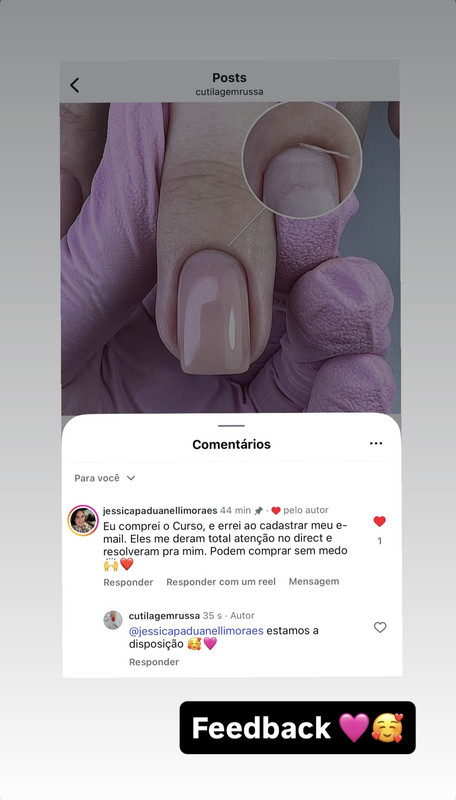 Posts
cutilagemrussa
Comentários
Para você
jessicapaduanellimoraes 44 min 📌 · ❤️ pelo autor
Eu comprei o Curso, e errei ao cadastrar meu e-
mail. Eles me deram total atenção no direct e
resolveram pra mim. Podem comprar sem medo
🙌❤️
1
Responder Responder com um reel Mensagem
cutilagemrussa 35 s · Autor
@jessicapaduanellimoraes estamos a
disposição 🥰💗
Responder
Feedback 💗🥰